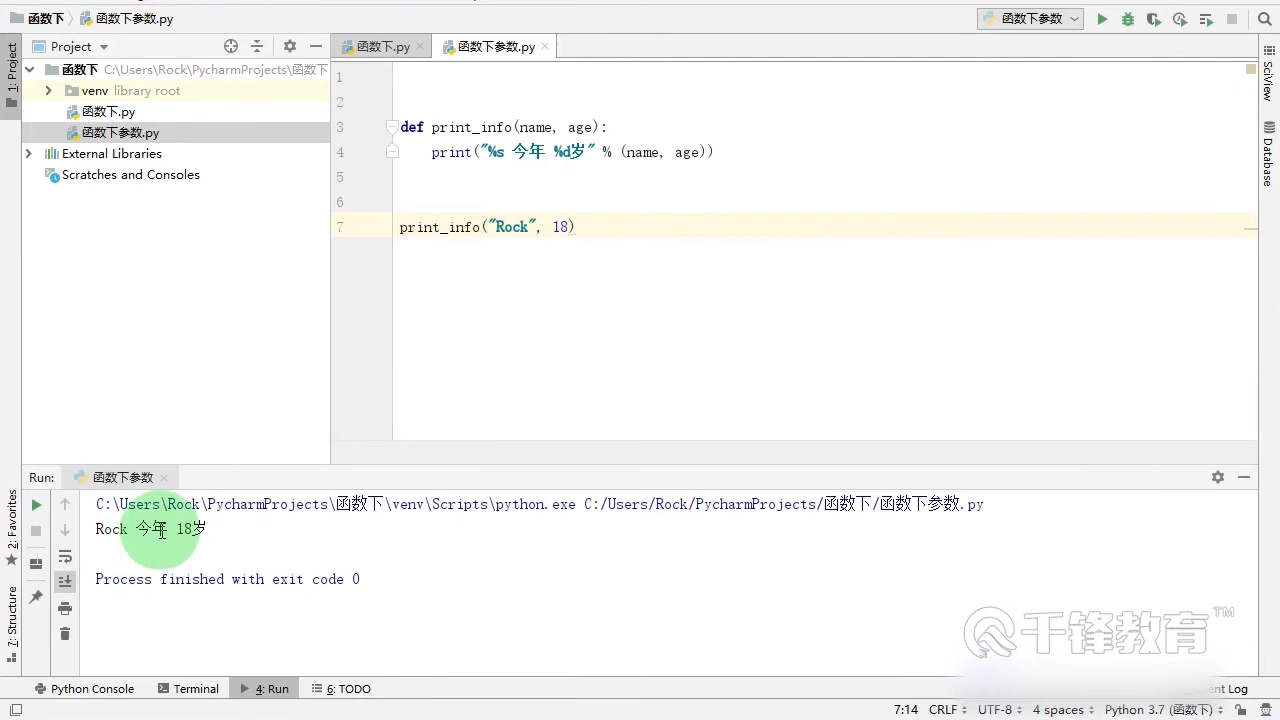 函数下 函数下参数.py 函数下参数
1: Project
Project
函数下.py 函数下参数.py
函数下 C:\Users\Rock\PycharmProjects\函数下
venv library root
函数下.py
函数下参数.py
External Libraries
Scratches and Consoles
1
2
3 def print_info(name, age):
4 print("%s 今年 %d岁" % (name, age))
5
6
7 print_info("Rock", 18)
SciView
Database
Run: 函数下参数
C:\Users\Rock\PycharmProjects\函数下\venv\Scripts\python.exe C:/Users/Rock/PycharmProjects/函数下/函数下参数.py
Rock 今年 18岁
Process finished with exit code 0
2: Favorites
7: Structure
千锋教育 TM
Python Console Terminal 4: Run 6: TODO Log
7:14 CRLF UTF-8 4 spaces Python 3.7 (函数下)